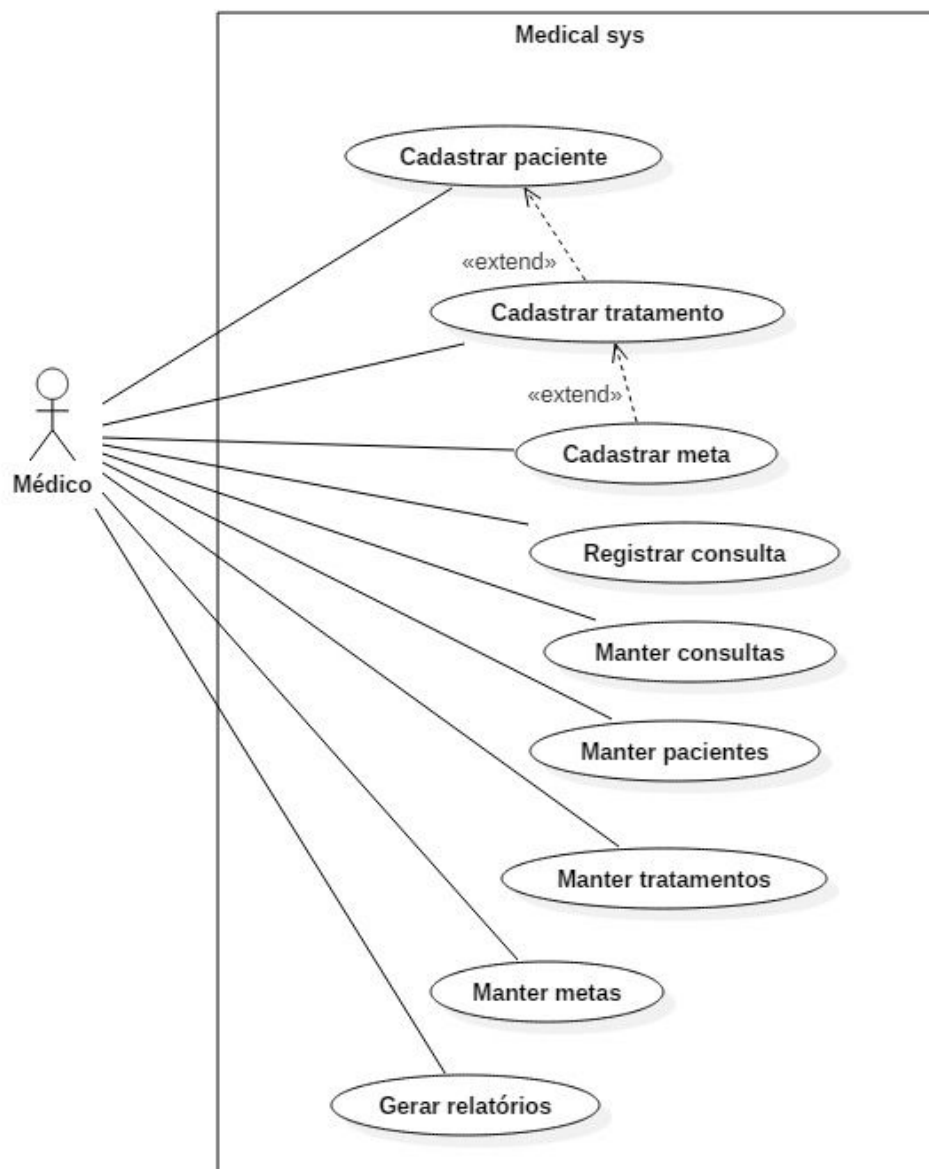 Medical sys
Cadastrar paciente
«extend»
Cadastrar tratamento
«extend»
Cadastrar meta
Médico
Registrar consulta
Manter consultas
Manter pacientes
Manter tratamentos
Manter metas
Gerar relatórios